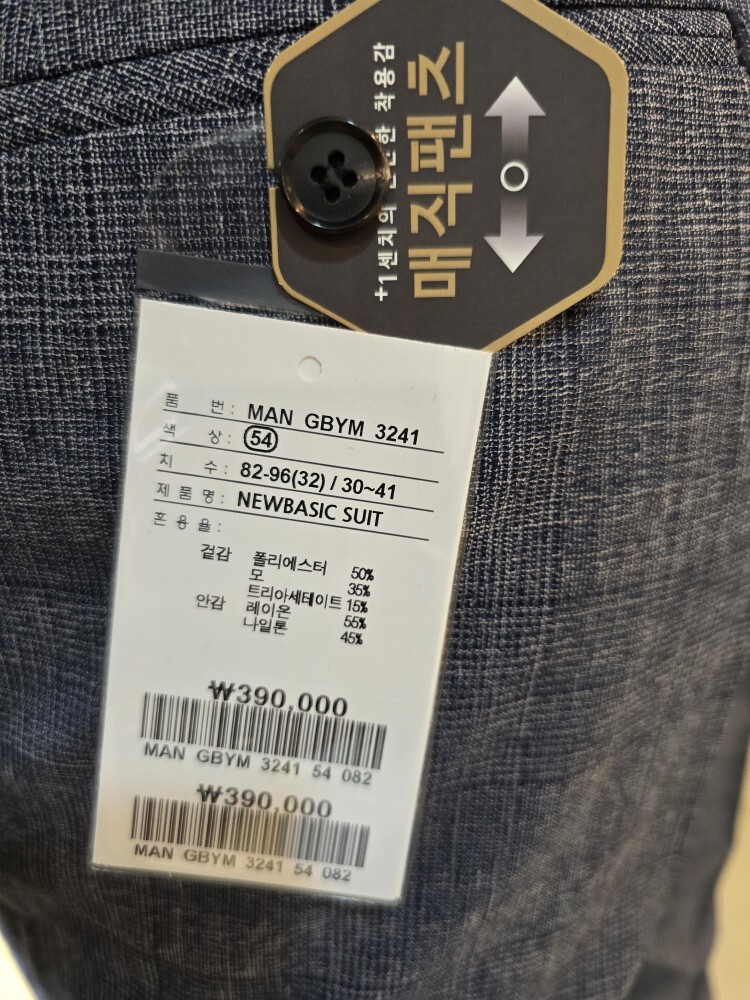 +1센치의 편안한 착용감
매직팬츠
품 번 : MAN GBYM 3241
색 상 : 54
치 수 : 82-96(32) / 30~41
제 품 명 : NEWBASIC SUIT
혼 용 율 :
겉감 폴리에스터 50%
모 35%
트리아세테이트 15%
안감 레이온 55%
나일론 45%
₩390,000
MAN GBYM 3241 54 082
₩390,000
MAN GBYM 3241 54 082